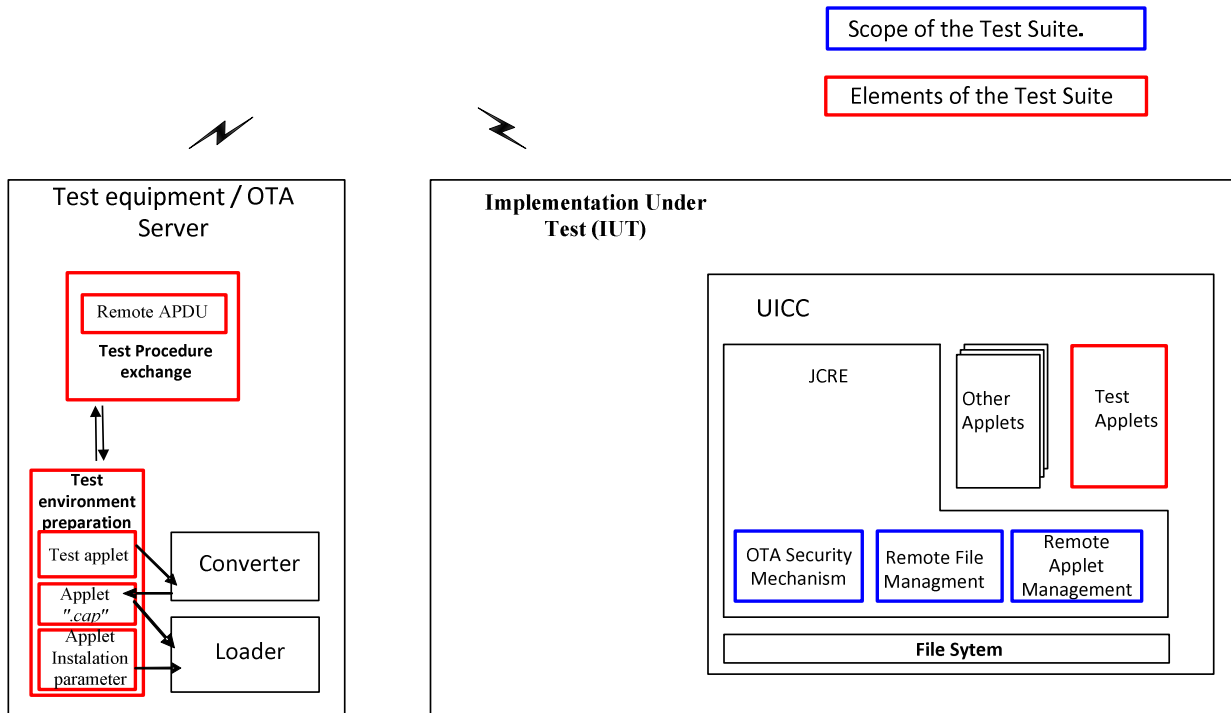 Scope of the Test Suite.
Elements of the Test Suite
Test equipment / OTA
Server
Remote APDU
Test Procedure
exchange
Test
environment
preparation
Test applet
Applet
".cap"
Applet
Instalation
parameter
Converter
Loader
Implementation Under
Test (IUT)
UICC
JCRE
Other
Applets
Test
Applets
OTA Security
Mechanism
Remote File
Managment
Remote
Applet
Management
File Sytem